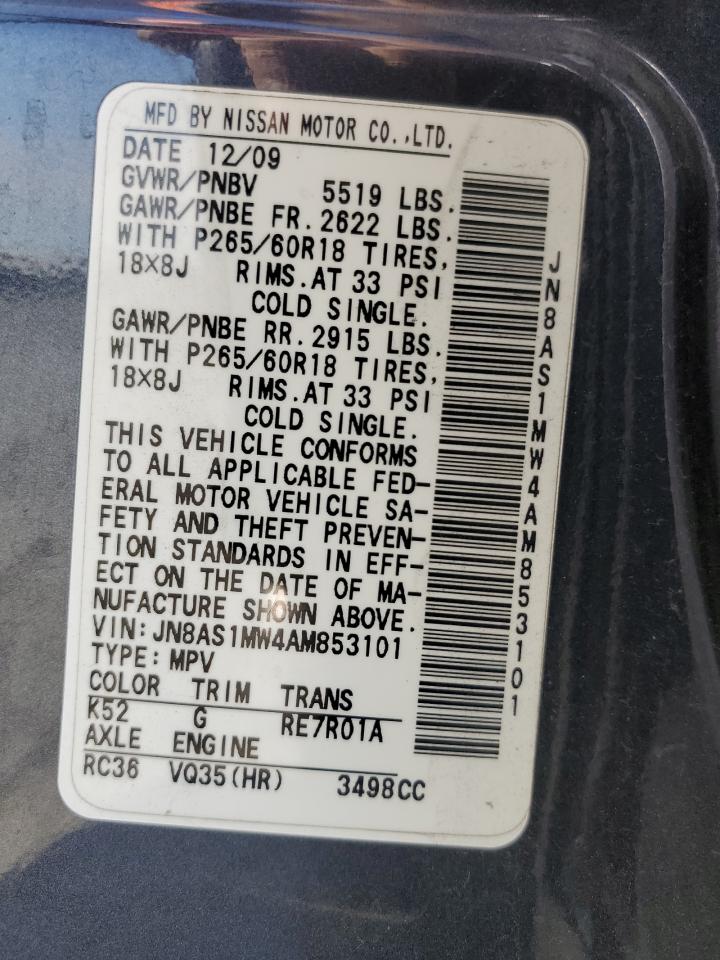 MFD BY NISSAN MOTOR CO.,LTD.
DATE 12/09
GVWR/PNBV 5519 LBS.
GAWR/PNBE FR. 2622 LBS.
WITH P265/60R18 TIRES,
18X8J RIMS.AT 33 PSI
COLD SINGLE.
GAWR/PNBE RR. 2915 LBS.
WITH P265/60R18 TIRES,
18X8J RIMS.AT 33 PSI
COLD SINGLE.
THIS VEHICLE CONFORMS
TO ALL APPLICABLE FED-
ERAL MOTOR VEHICLE SA-
FETY AND THEFT PREVEN-
TION STANDARDS IN EFF-
ECT ON THE DATE OF MA-
NUFACTURE SHOWN ABOVE.
VIN:JN8AS1MW4AM853101
TYPE:MPV
COLOR TRIM TRANS
K52 G RE7R01A
AXLE ENGINE
RC36 VQ35(HR) 3498CC
JN8AS1MW4AM853101